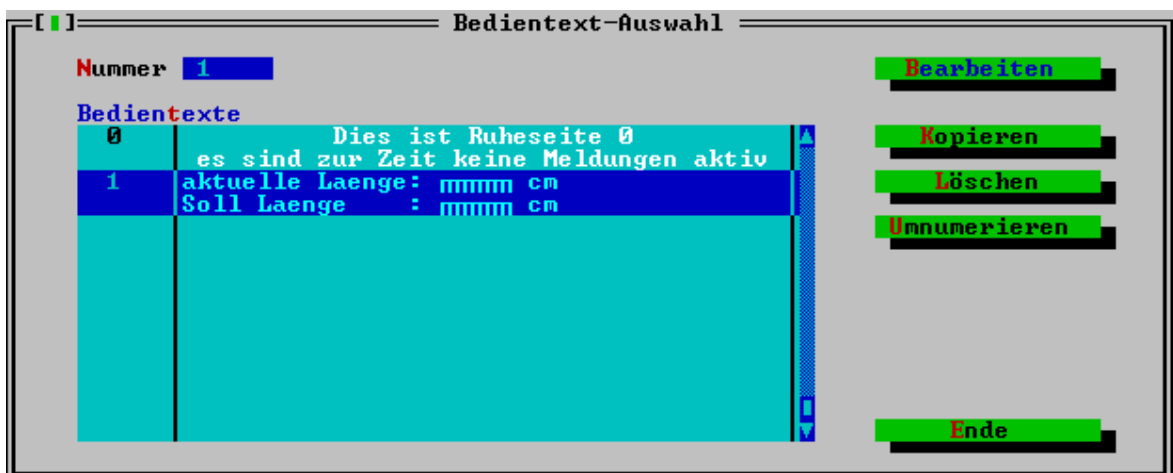 Bedientext-Auswahl
Nummer 1
Bearbeiten
Bedientexte
0 Dies ist Ruheseite 0
es sind zur Zeit keine Meldungen aktiv
1 aktuelle Laenge: cm
Soll Laenge : cm
Kopieren
Löschen
Umnumerieren
Ende